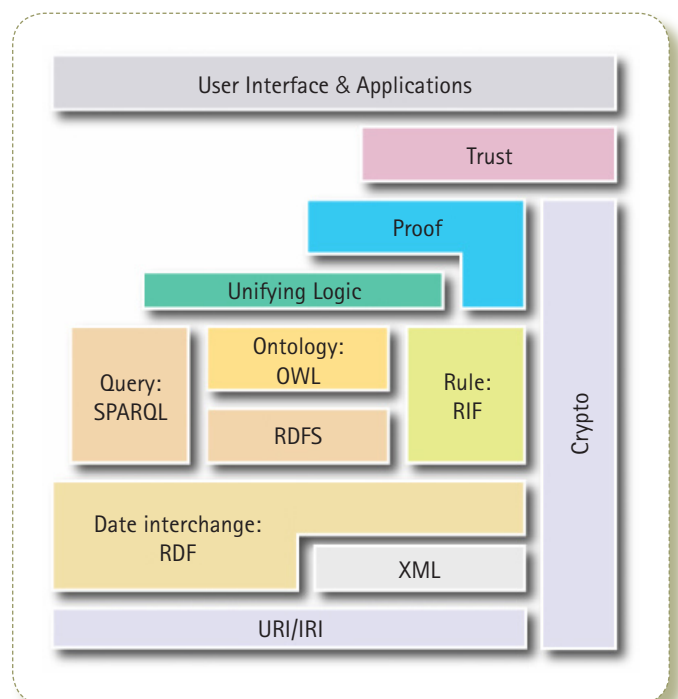 User Interface & Applications
Trust
Proof
Unifying Logic
Query:
SPARQL
Ontology:
OWL
RDFS
Rule:
RIF
Crypto
Date interchange:
RDF
XML
URI/IRI